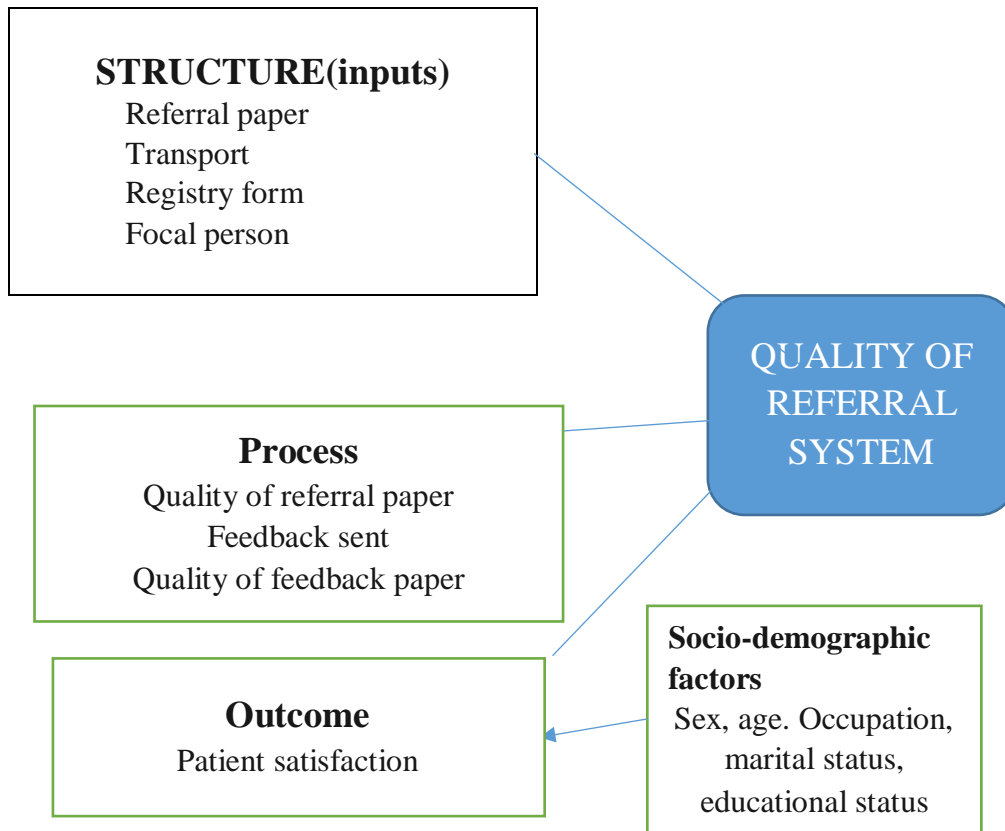 STRUCTURE(inputs)
Referral paper
Transport
Registry form
Focal person
QUALITY OF
REFERRAL
SYSTEM
Process
Quality of referral paper
Feedback sent
Quality of feedback paper
Outcome
Patient satisfaction
Socio-demographic
factors
Sex, age. Occupation,
marital status,
educational status